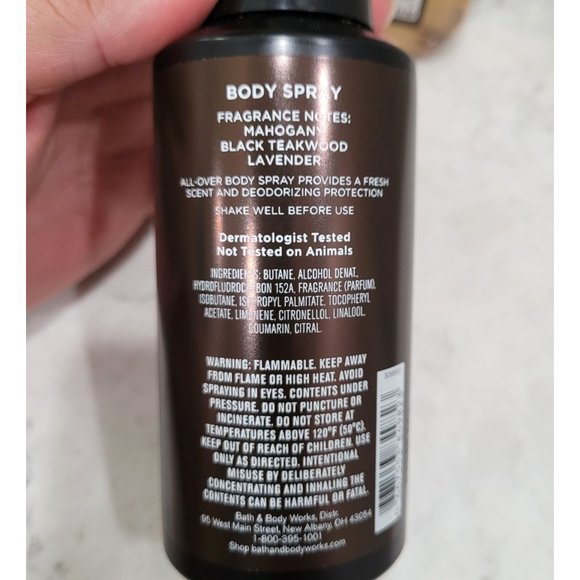 BODY SPRAY
FRAGRANCE NOTES:
MAHOGANY
BLACK TEAKWOOD
LAVENDER
ALL-OVER BODY SPRAY PROVIDES A FRESH
SCENT AND DEODORIZING PROTECTION
SHAKE WELL BEFORE USE
Dermatologist Tested
Not Tested on Animals
INGREDIENTS: BUTANE, ALCOHOL DENAT.,
HYDROFLUOROCARBON 152A, FRAGRANCE (PARFUM),
ISOBUTANE, ISOPROPYL PALMITATE, TOCOPHERYL
ACETATE, LIMONENE, CITRONELLOL, LINALOOL,
COUMARIN, CITRAL.
WARNING: FLAMMABLE. KEEP AWAY
FROM FLAME OR HIGH HEAT. AVOID
SPRAYING IN EYES. CONTENTS UNDER
PRESSURE. DO NOT PUNCTURE OR
INCINERATE. DO NOT STORE AT
TEMPERATURES ABOVE 120°F (50°C).
KEEP OUT OF REACH OF CHILDREN. USE
ONLY AS DIRECTED. INTENTIONAL
MISUSE BY DELIBERATELY
CONCENTRATING AND INHALING THE
CONTENTS CAN BE HARMFUL OR FATAL.
Bath & Body Works, Distr.
95 West Main Street, New Albany, OH 43054
1-800-395-1001
Shop bathandbodyworks.com